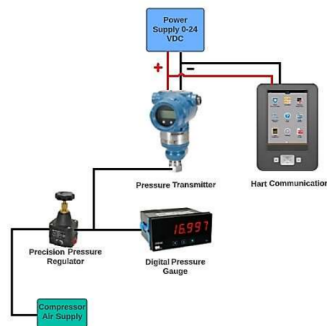 Power
Supply 0-24
VDC
+
−
Pressure Transmitter
Hart Communication
Precision Pressure
Regulator
16.997
Digital Pressure
Gauge
Compressor
Air Supply